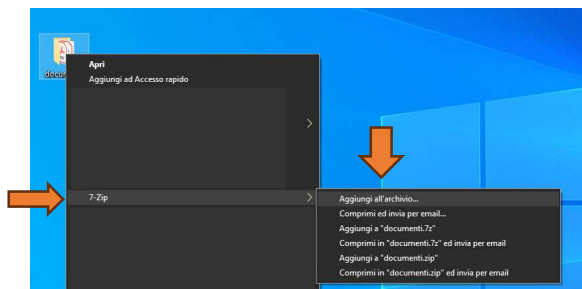 Apri
Aggiungi ad Accesso rapido
7-Zip
Aggiungi all'archivio...
Comprimi ed invia per email...
Aggiungi a "documenti.7z"
Comprimi in "documenti.7z" ed invia per email
Aggiungi a "documenti.zip"
Comprimi in "documenti.zip" ed invia per email